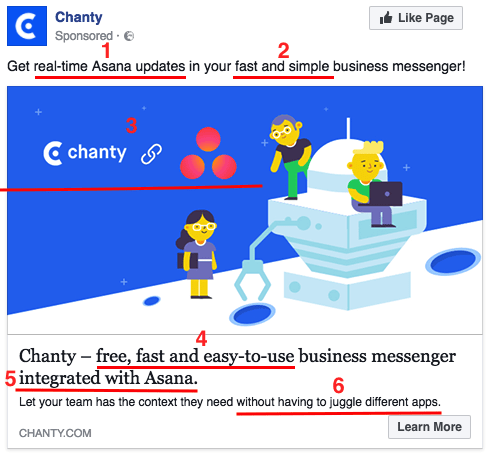 Chanty
Sponsored ·
Like Page
1 2
Get real-time Asana updates in your fast and simple business messenger!
3
chanty
4
Chanty – free, fast and easy-to-use business messenger
5 integrated with Asana.
6
Let your team has the context they need without having to juggle different apps.
CHANTY.COM
Learn More